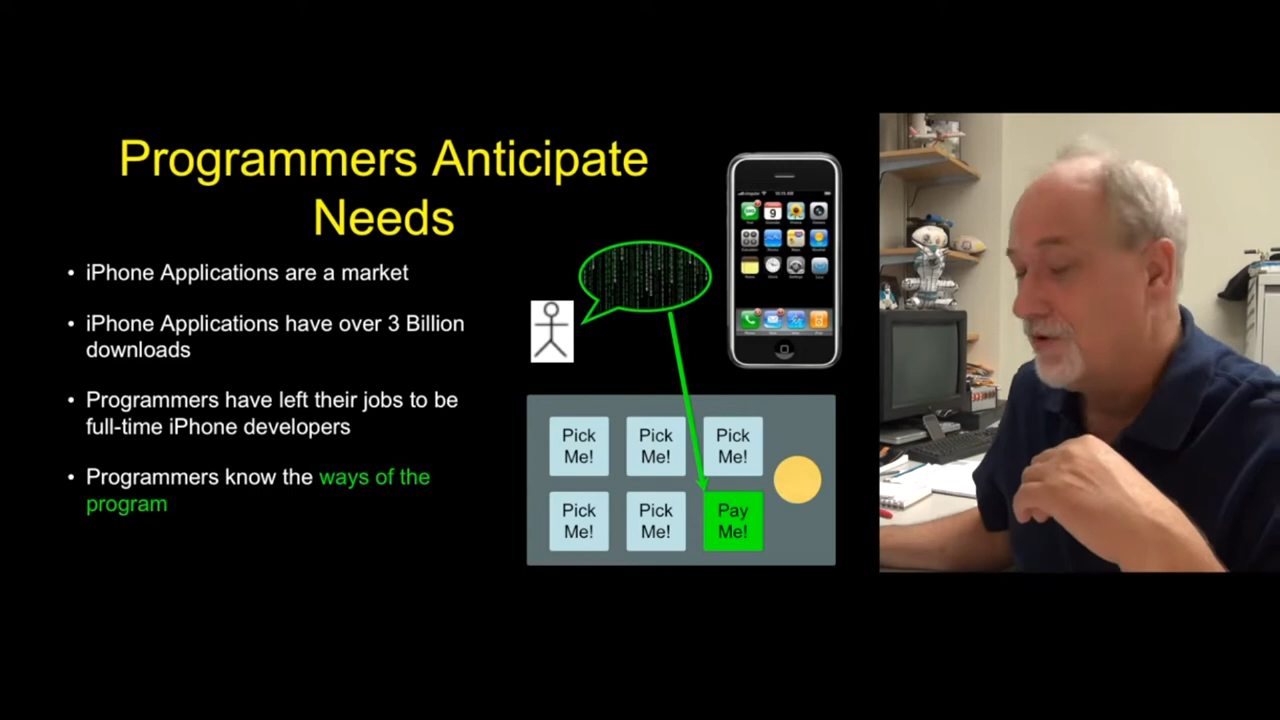 Programmers Anticipate
Needs
• iPhone Applications are a market
• iPhone Applications have over 3 Billion
downloads
• Programmers have left their jobs to be
full-time iPhone developers
• Programmers know the ways of the
program
9
Pick
Me!
Pick
Me!
Pick
Me!
Pick
Me!
Pick
Me!
Pay
Me!